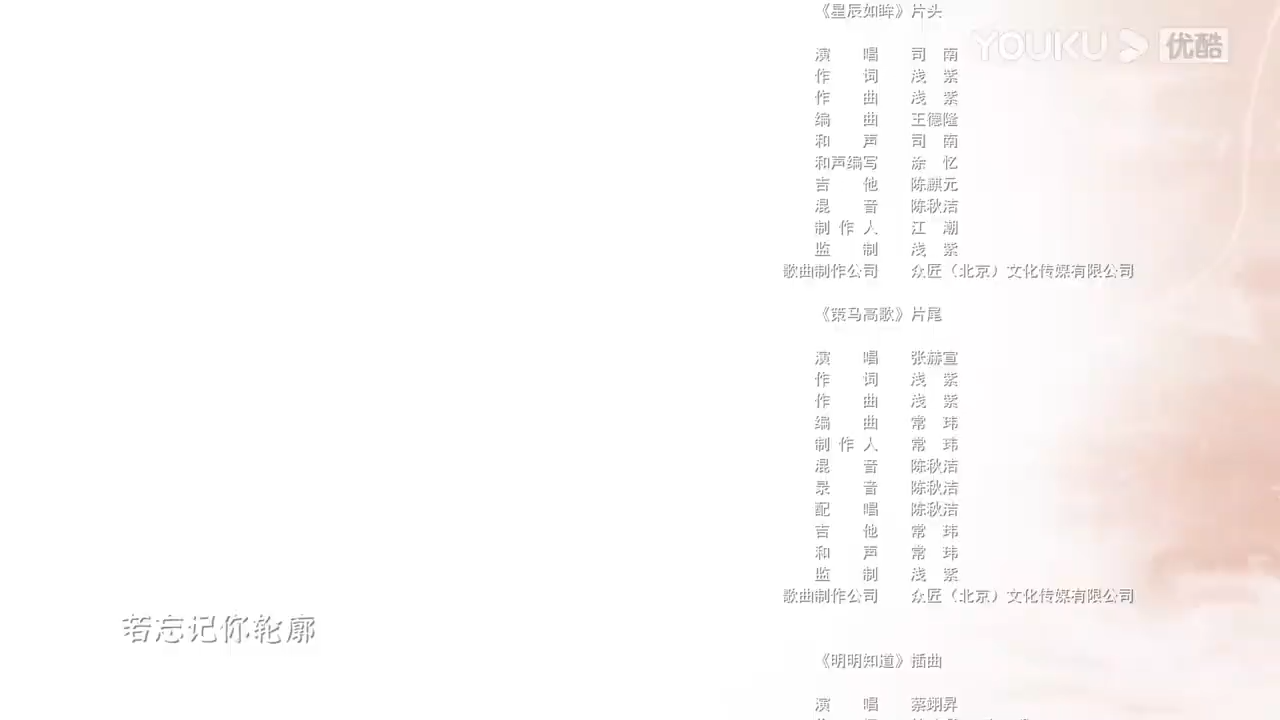 《星辰如眸》片头
YOUKU 优酷
演唱 司南
作词 浅紫
作曲 浅紫
编曲 王德隆
和声 司南
和声编写 涂忆
吉他 陈麒元
混音 陈秋洁
制作人 江潮
监制 浅紫
歌曲制作公司 众匠（北京）文化传媒有限公司
《策马高歌》片尾
演唱 张赫宣
作词 浅紫
作曲 浅紫
编曲 常玮
制作人 常玮
混音 陈秋洁
录音 陈秋洁
配唱 陈秋洁
吉他 常玮
和声 常玮
监制 浅紫
歌曲制作公司 众匠（北京）文化传媒有限公司
若忘记你轮廓
《明明知道》插曲
演唱 蔡翊昇